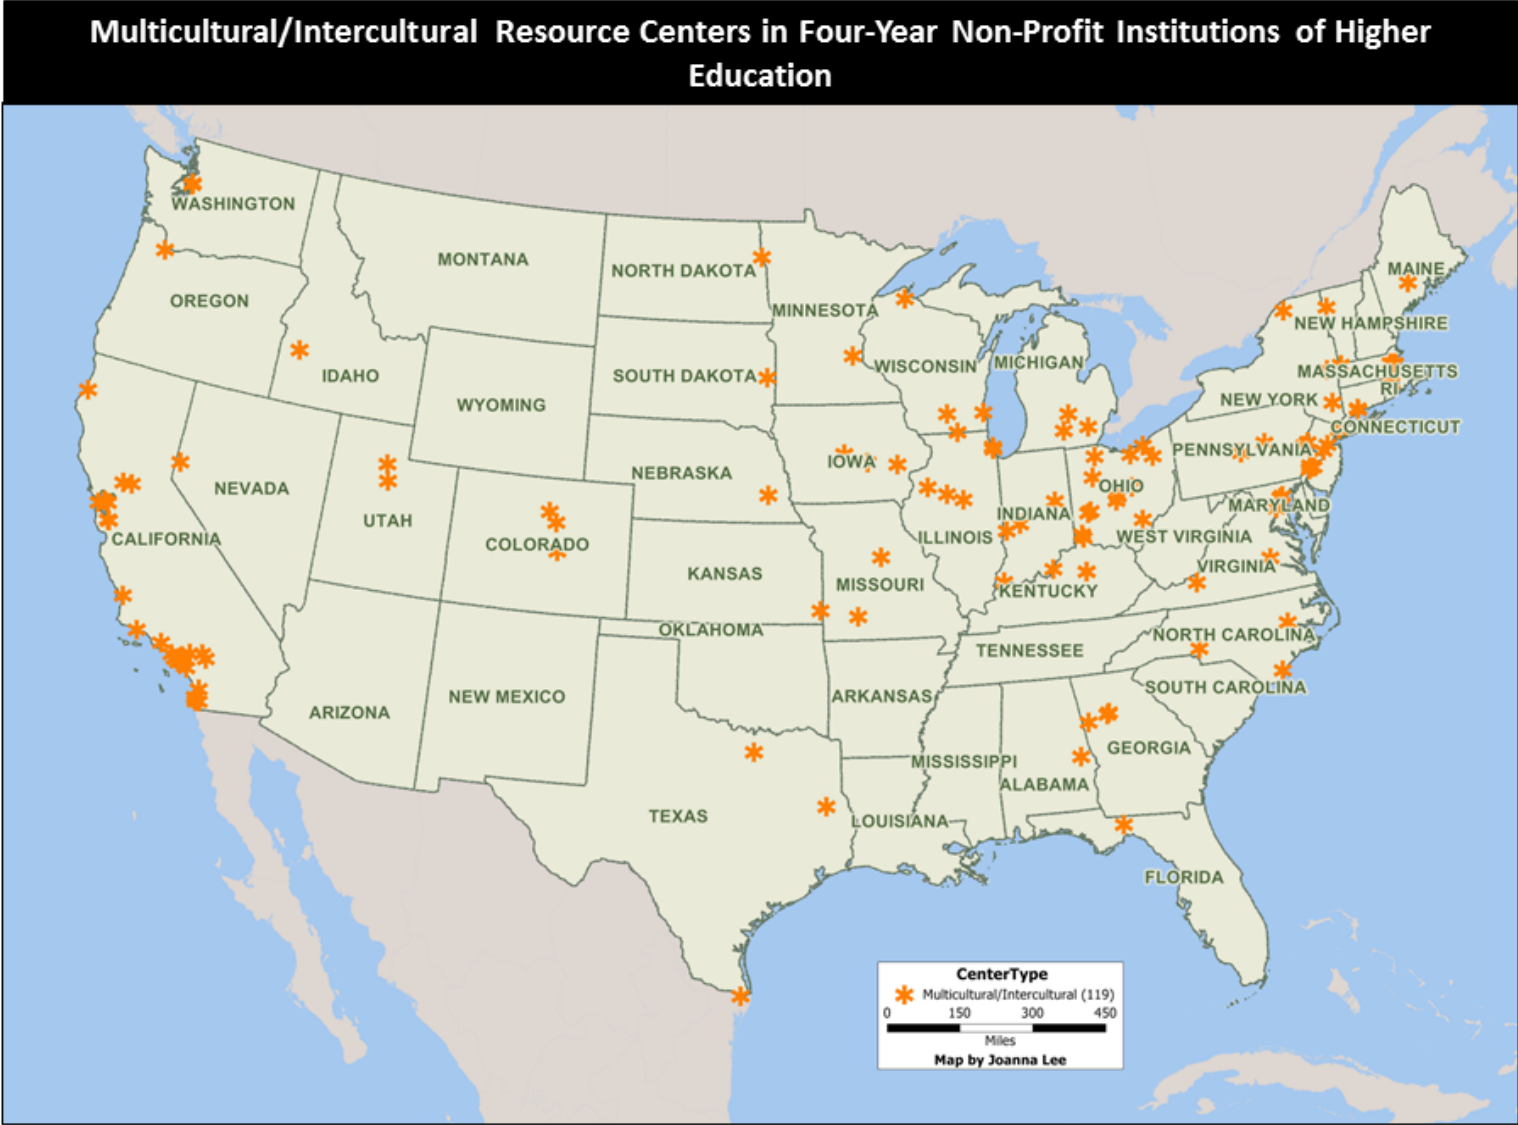 Multicultural/Intercultural Resource Centers in Four-Year Non-Profit Institutions of Higher
Education
WASHINGTON
MONTANA
NORTH DAKOTA
MINNESOTA
MAINE
OREGON
IDAHO
WYOMING
SOUTH DAKOTA
WISCONSIN
MICHIGAN
NEW HAMPSHIRE
MASSACHUSETTS
RI
NEW YORK
CONNECTICUT
NEVADA
UTAH
COLORADO
NEBRASKA
IOWA
ILLINOIS
INDIANA
OHIO
PENNSYLVANIA
MARYLAND
WEST VIRGINIA
VIRGINIA
CALIFORNIA
KANSAS
MISSOURI
KENTUCKY
OKLAHOMA
TENNESSEE
NORTH CAROLINA
SOUTH CAROLINA
ARIZONA
NEW MEXICO
ARKANSAS
MISSISSIPPI
ALABAMA
GEORGIA
TEXAS
LOUISIANA
FLORIDA
CenterType
Multicultural/Intercultural (119)
0 150 300 450
Miles
Map by Joanna Lee